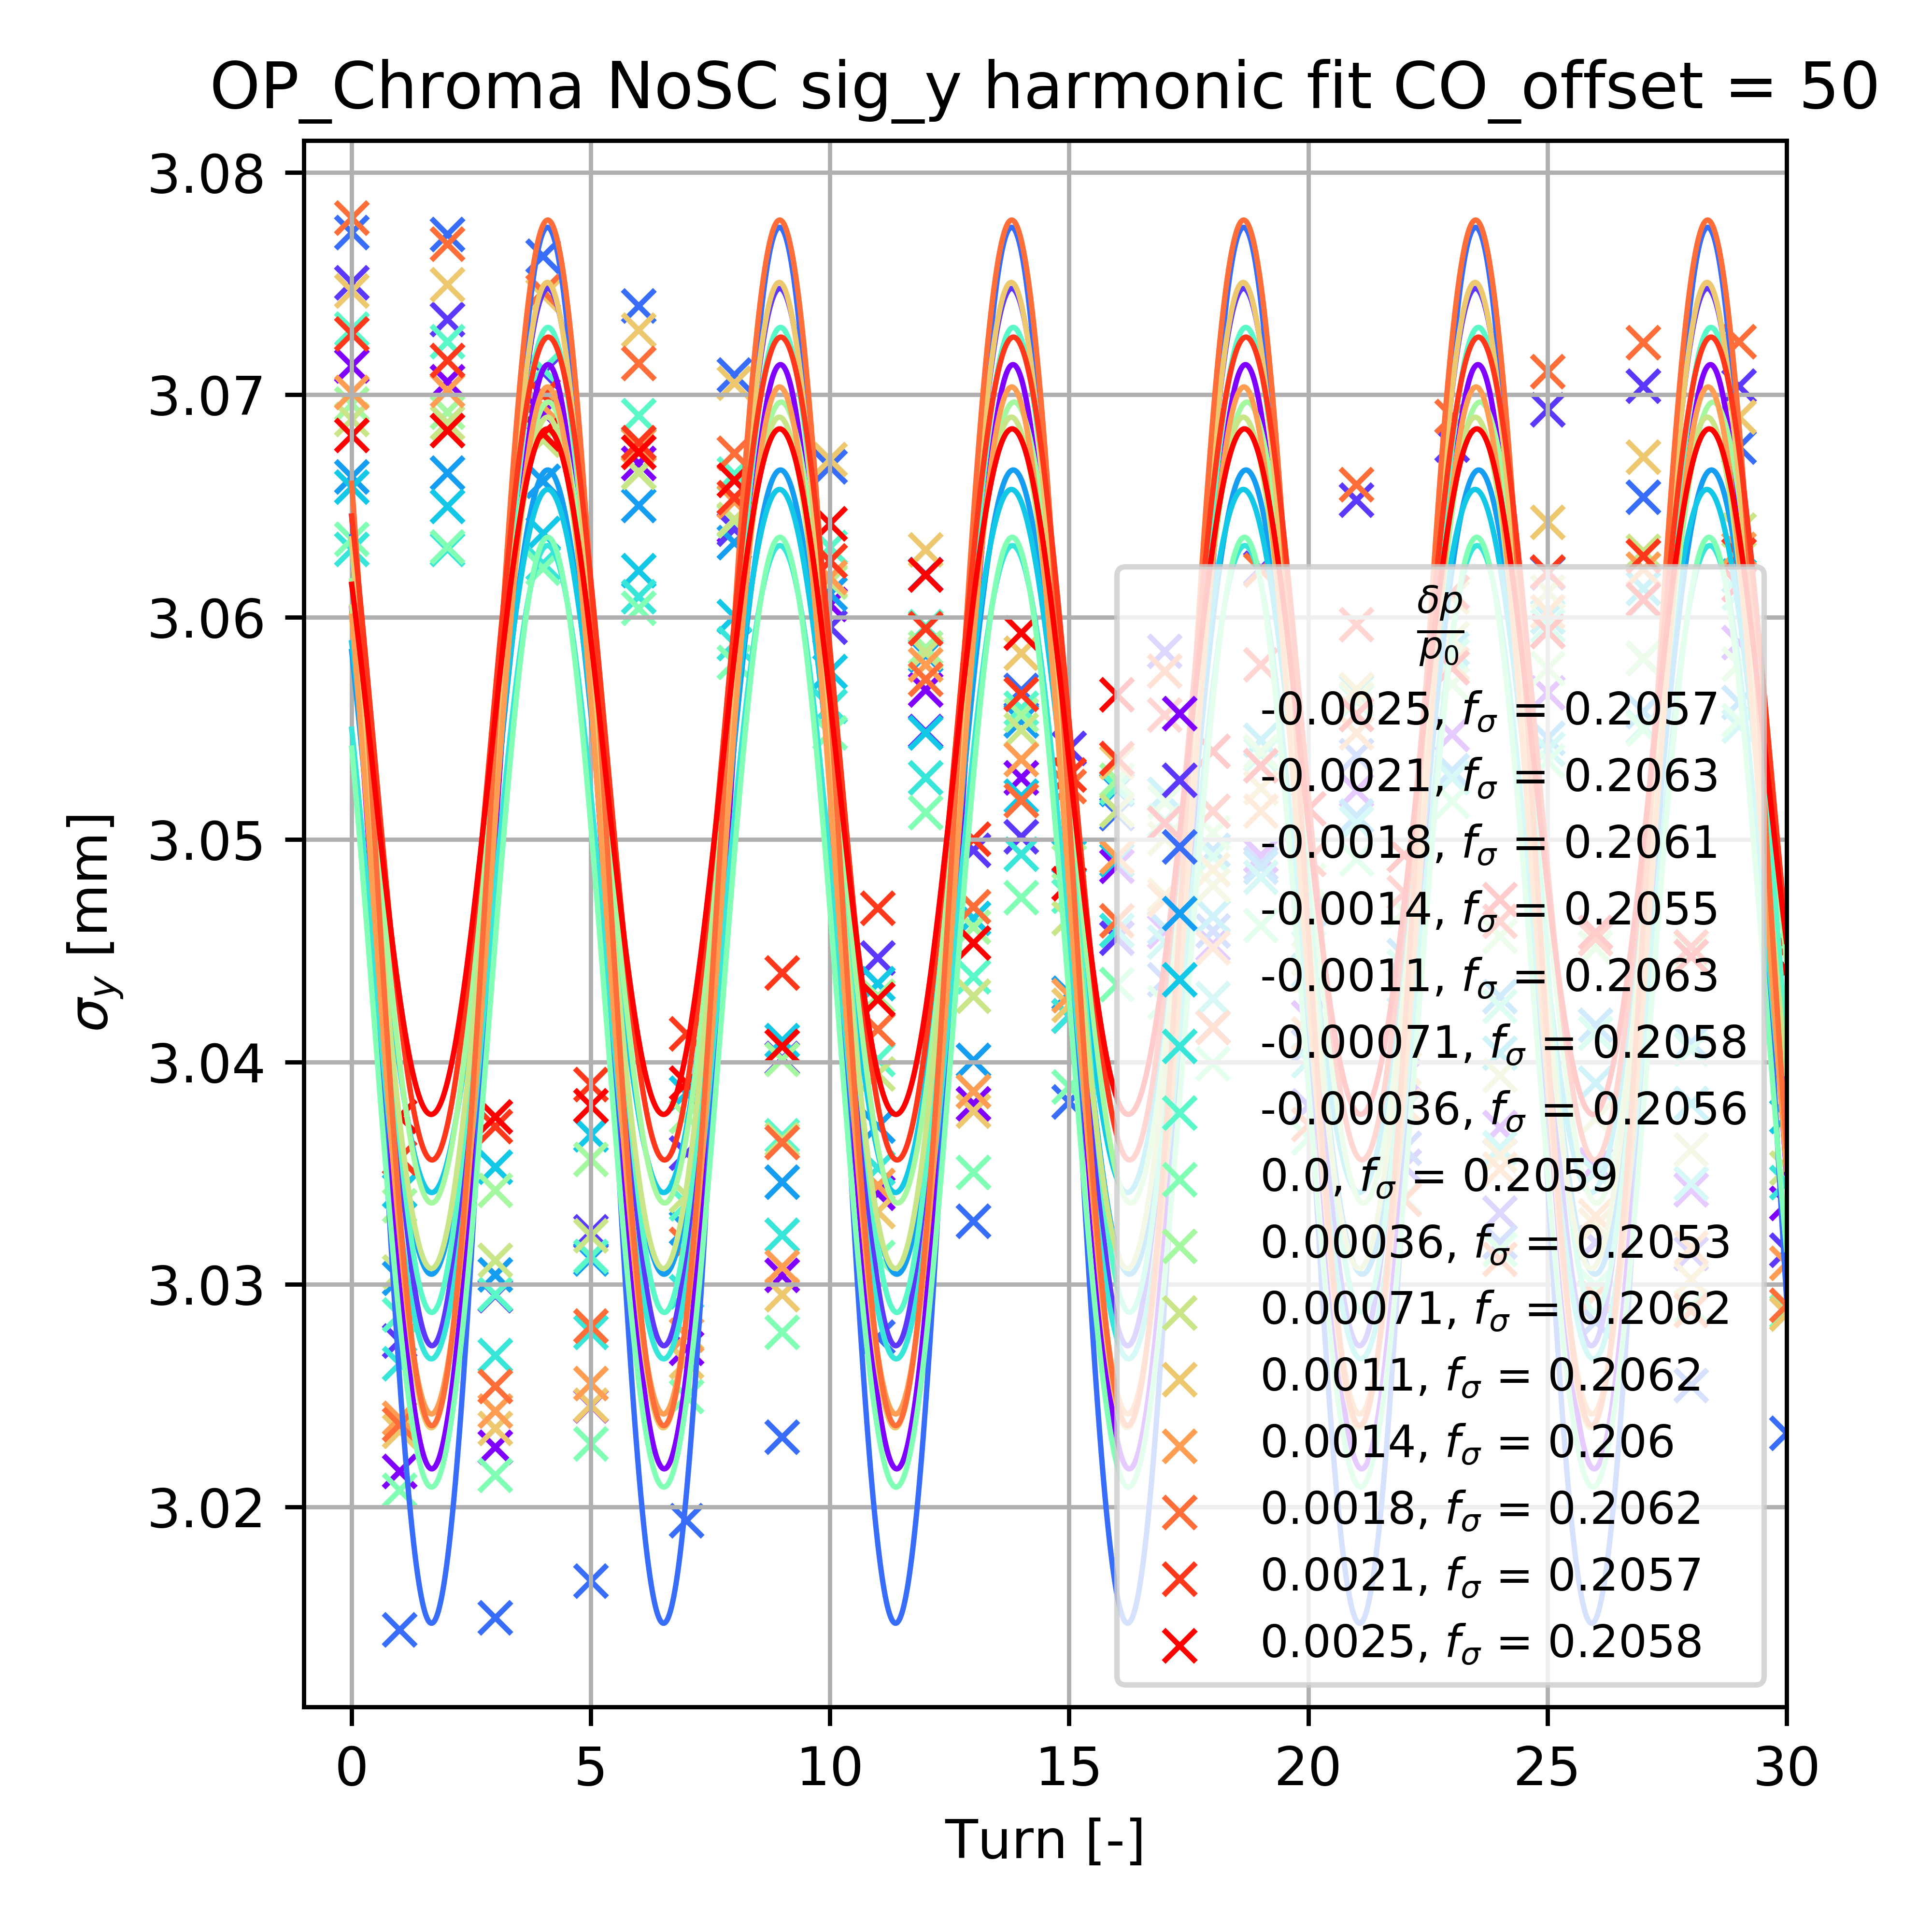 OP_Chroma NoSC sig_y harmonic fit CO_offset = 50
3.08
3.07
3.06
3.05
3.04
3.03
3.02
σy [mm]
δp
p0
-0.0025, fσ = 0.2057
-0.0021, fσ = 0.2063
-0.0018, fσ = 0.2061
-0.0014, fσ = 0.2055
-0.0011, fσ = 0.2063
-0.00071, fσ = 0.2058
-0.00036, fσ = 0.2056
0.0, fσ = 0.2059
0.00036, fσ = 0.2053
0.00071, fσ = 0.2062
0.0011, fσ = 0.2062
0.0014, fσ = 0.206
0.0018, fσ = 0.2062
0.0021, fσ = 0.2057
0.0025, fσ = 0.2058
0 5 10 15 20 25 30
Turn [-]